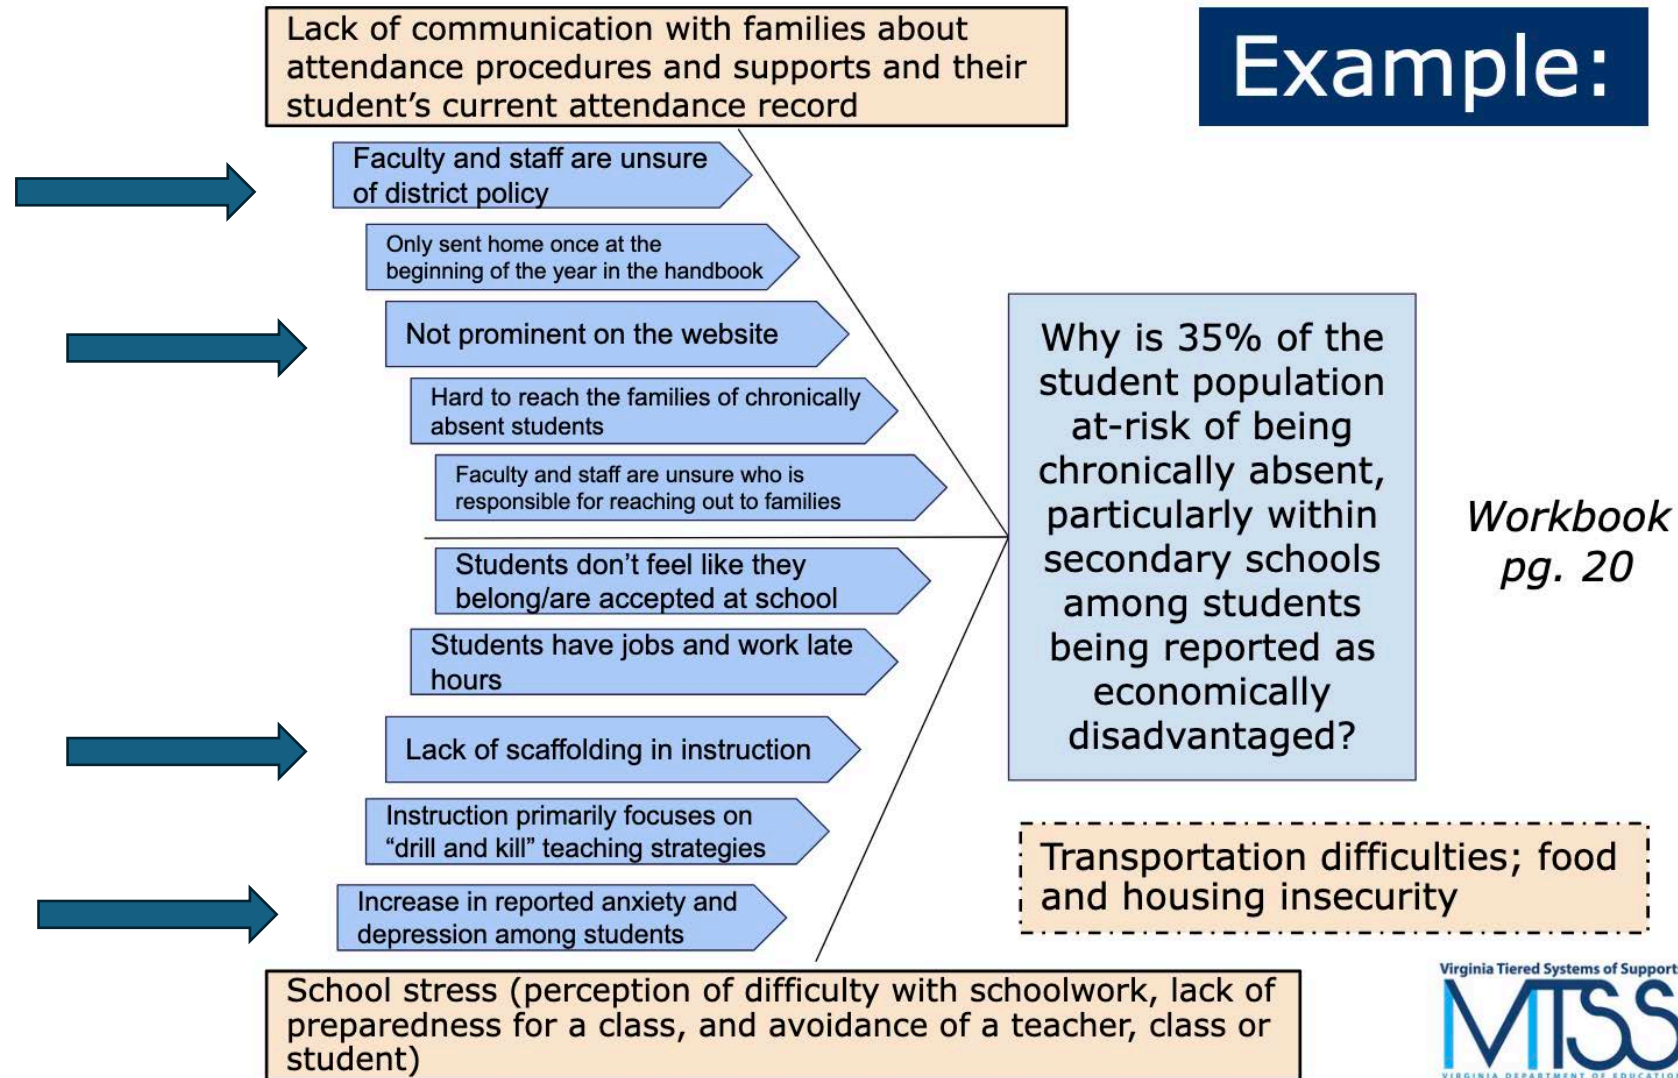 Lack of communication with families about
attendance procedures and supports and their
student's current attendance record
Example:
Faculty and staff are unsure
of district policy
Only sent home once at the
beginning of the year in the handbook
Not prominent on the website
Hard to reach the families of chronically
absent students
Faculty and staff are unsure who is
responsible for reaching out to families
Students don't feel like they
belong/are accepted at school
Students have jobs and work late
hours
Lack of scaffolding in instruction
Instruction primarily focuses on
“drill and kill” teaching strategies
Increase in reported anxiety and
depression among students
School stress (perception of difficulty with schoolwork, lack of
preparedness for a class, and avoidance of a teacher, class or
student)
Why is 35% of the
student population
at-risk of being
chronically absent,
particularly within
secondary schools
among students
being reported as
economically
disadvantaged?
Workbook
pg. 20
Transportation difficulties; food
and housing insecurity
Virginia Tiered Systems of Support
MTSS
VIRGINIA DEPARTMENT OF EDUCATION